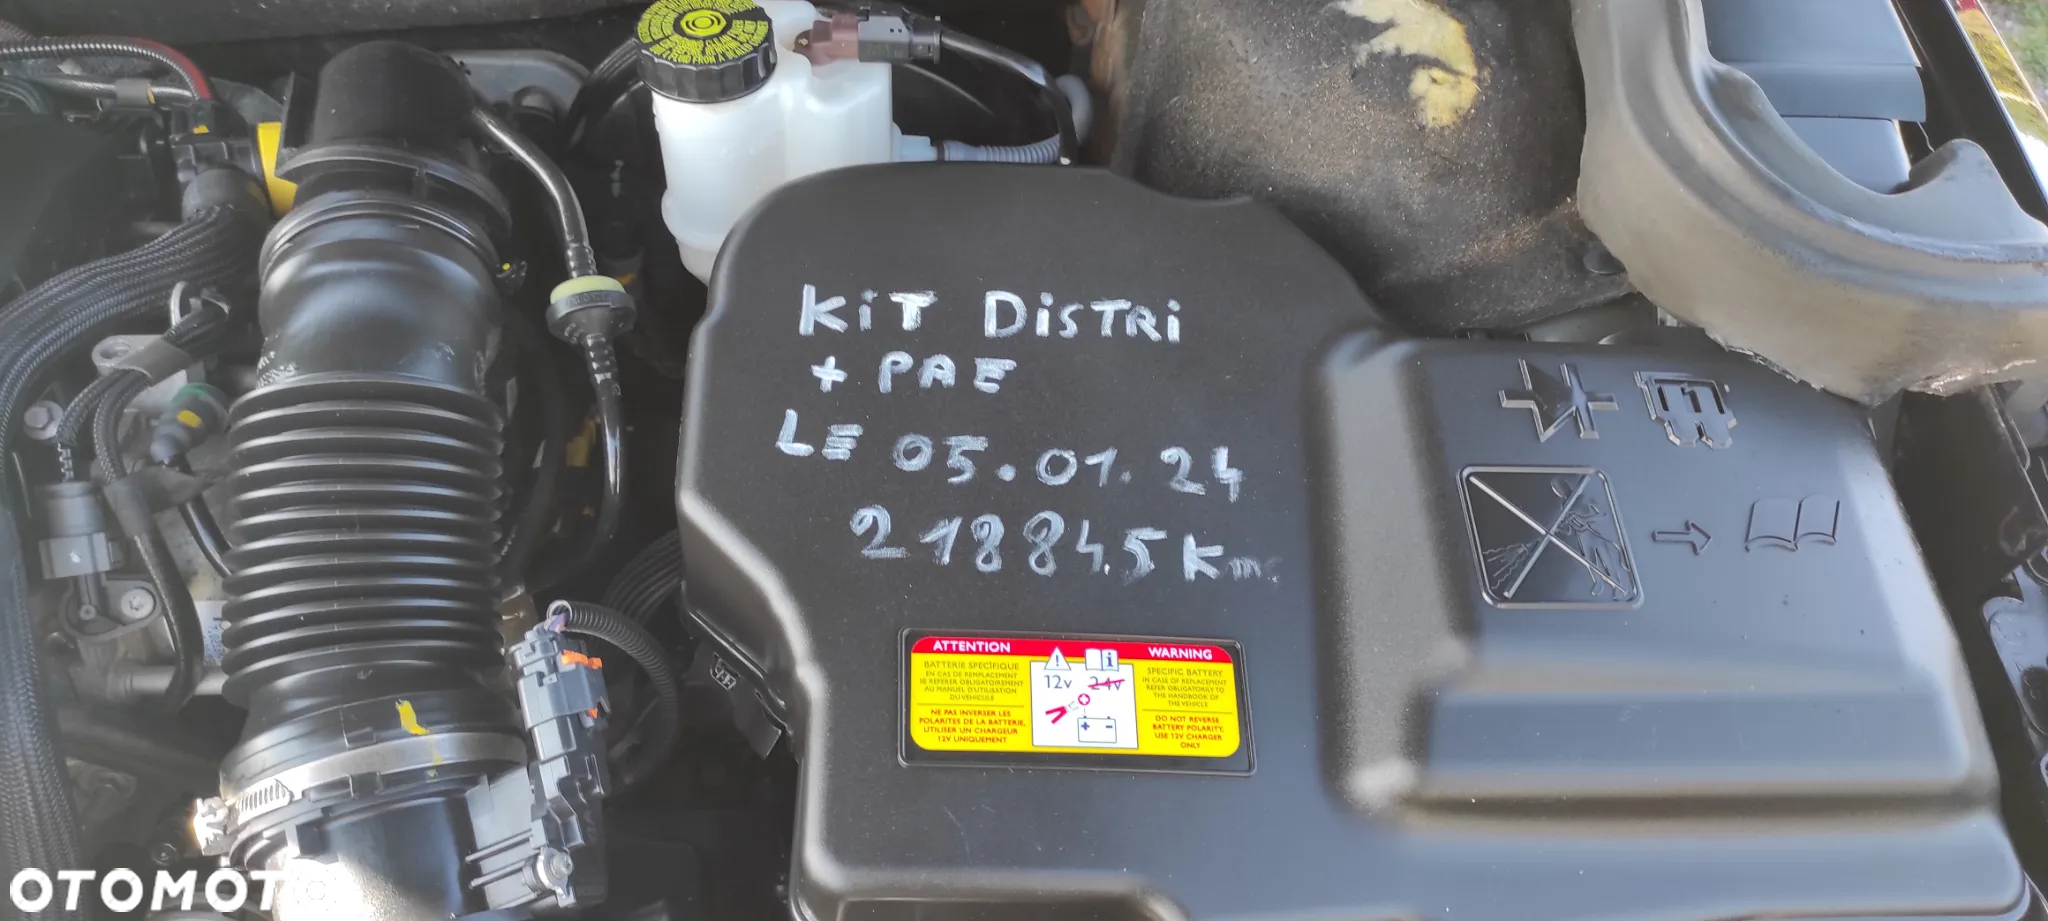 KiT DiSTRi
+ PAE
LE 05.01.24
218845 Kms
ATTENTION
BATTERIE SPECIFIQUE
EN CAS DE REMPLACEMENT
SE REFERER OBLIGATOIREMENT
AU MANUEL D'UTILISATION
DU VEHICULE
NE PAS INVERSER LES
POLARITES DE LA BATTERIE,
UTILISER UN CHARGEUR
12V UNIQUEMENT
12v 24v
WARNING
SPECIFIC BATTERY
IN CASE OF REPLACEMENT
REFER OBLIGATORILY TO
THE HANDBOOK OF
THE VEHICLE
DO NOT REVERSE
BATTERY POLARITY,
USE 12V CHARGER
ONLY
OTOMOTO